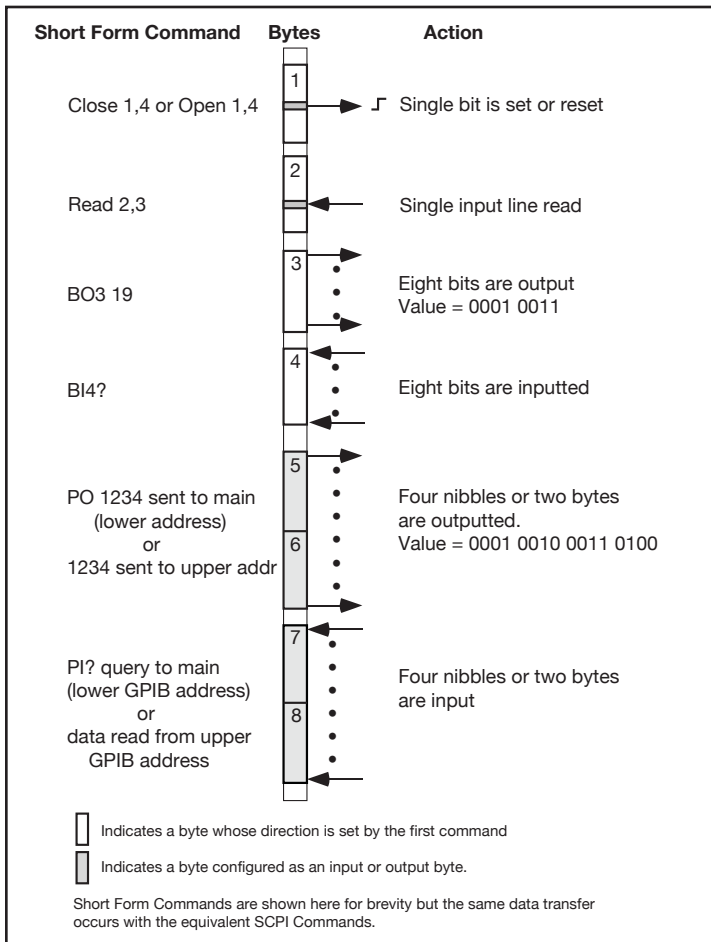 Short Form Command Bytes Action
1
Close 1,4 or Open 1,4 Single bit is set or reset
2
Read 2,3 Single input line read
3
BO3 19 Eight bits are output
Value = 0001 0011
4
BI4? Eight bits are inputted
5
PO 1234 sent to main Four nibbles or two bytes
(lower address) are outputted.
or 6 Value = 0001 0010 0011 0100
1234 sent to upper addr
7
PI? query to main Four nibbles or two bytes
(lower GPIB address) are input
or 8
data read from upper
GPIB address
Indicates a byte whose direction is set by the first command
Indicates a byte configured as an input or output byte.
Short Form Commands are shown here for brevity but the same data transfer
occurs with the equivalent SCPI Commands.